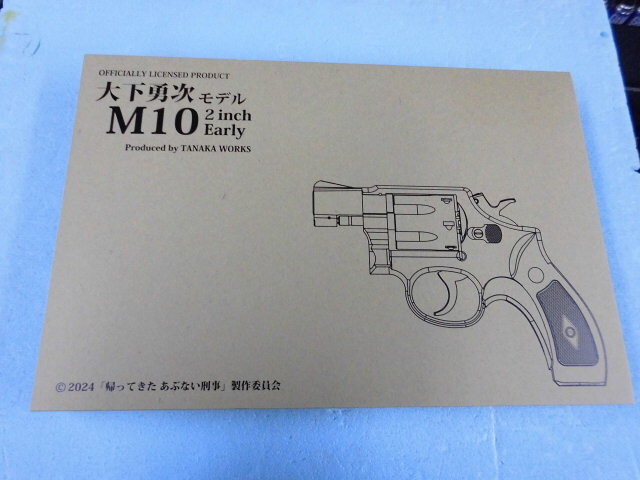 OFFICIALLY LICENSED PRODUCT
大下勇次モデル
M10 2 inch Early
Produced by TANAKA WORKS
©2024「帰ってきた あぶない刑事」製作委員会